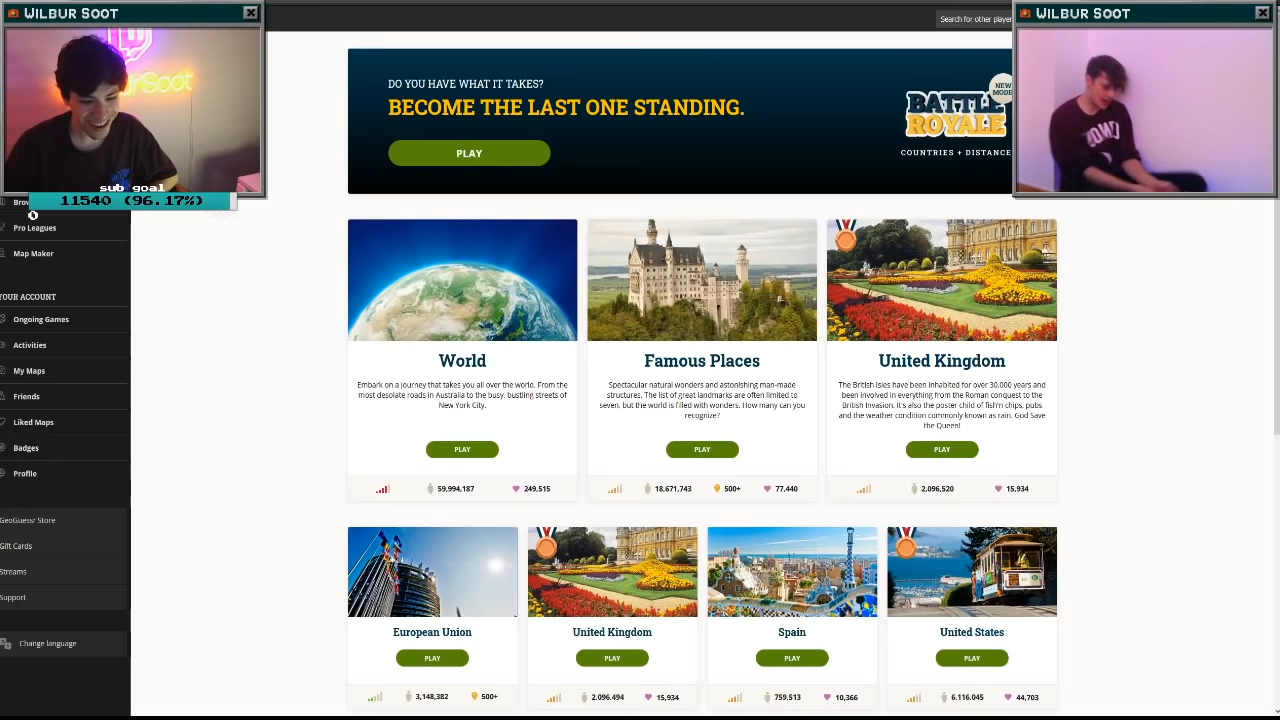 WILBUR SOOT
WILBUR SOOT
Search for other player
DO YOU HAVE WHAT IT TAKES?
BECOME THE LAST ONE STANDING.
PLAY
NEW
MODE
BATTLE
ROYALE
COUNTRIES + DISTANCE
sub goal
11540 (96.17%)
0
Pro Leagues
Map Maker
YOUR ACCOUNT
Ongoing Games
Activities
My Maps
Friends
Liked Maps
Badges
Profile
GeoGuessr Store
Gift Cards
Streams
Support
Change language
World
Embark on a journey that takes you all over the world. From the
most desolate roads in Australia to the busy, bustling streets of
New York City.
PLAY
59,994,187
249,515
Famous Places
Spectacular natural wonders and astonishing man-made
structures. The list of great landmarks are often limited to
seven, but the world is filled with wonders. How many can you
recognize?
PLAY
18,671,743
500+
77,440
United Kingdom
The British Isles have been inhabited for over 30,000 years and
been involved in everything from the Roman conquest to the
British Invasion. It's also the poster child of fish'n chips, pubs
and the weather condition commonly known as rain. God Save
the Queen!
PLAY
2,096,520
15,934
European Union
PLAY
3,148,382
500+
United Kingdom
PLAY
2,096,494
15,934
Spain
PLAY
759,513
10,366
United States
PLAY
6,116,045
44,703